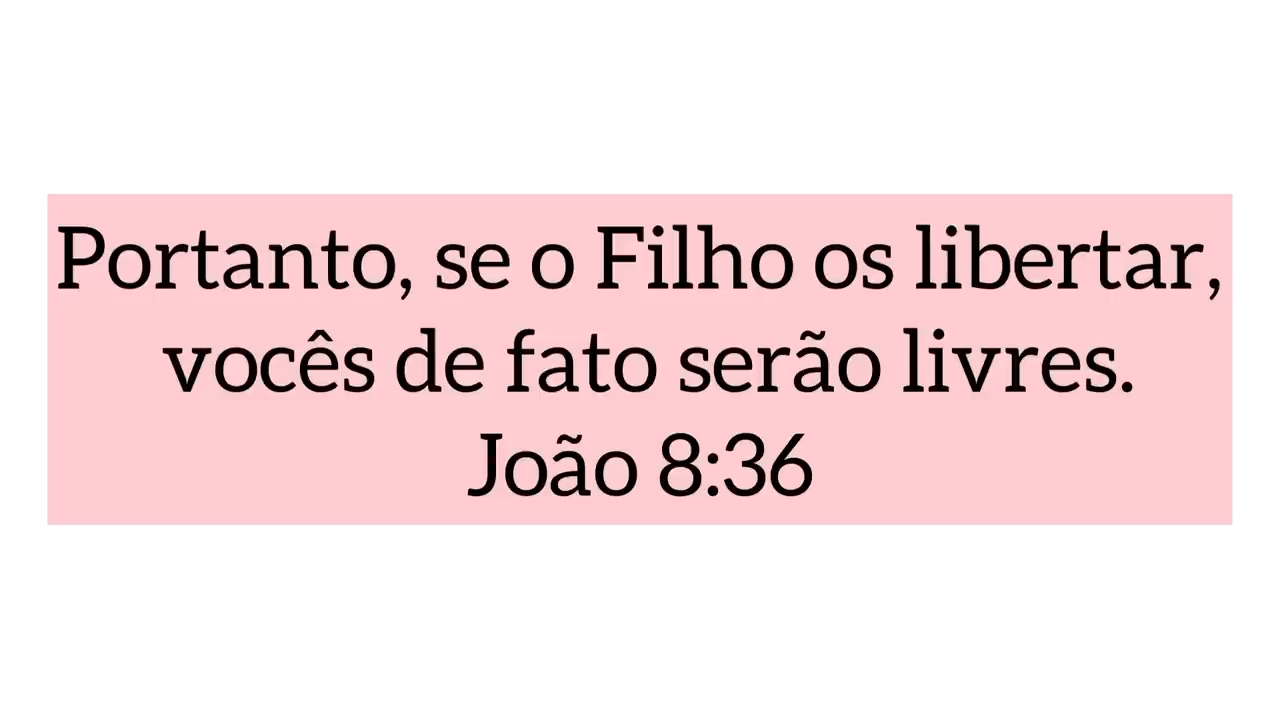 Portanto, se o Filho os libertar,
vocês de fato serão livres.
João 8:36